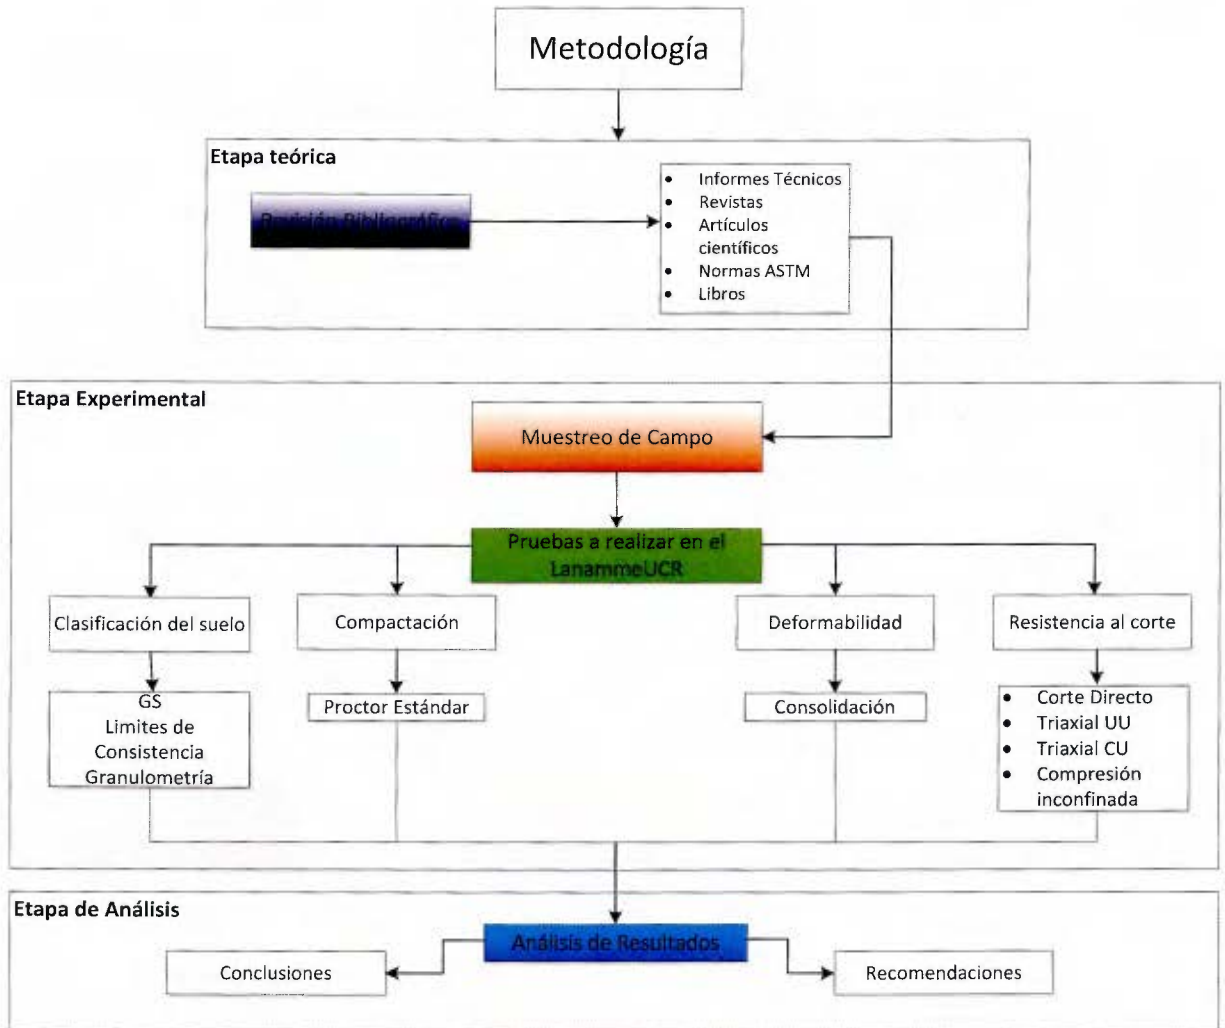 Metodología
Etapa teórica
Revisión Bibliográfica
• Informes Técnicos
• Revistas
• Artículos
científicos
• Normas ASTM
• Libros
Etapa Experimental
Muestreo de Campo
Pruebas a realizar en el
LanammeUCR
Clasificación del suelo
Compactación
Deformabilidad
Resistencia al corte
GS
Limites de
Consistencia
Granulometría
Proctor Estándar
Consolidación
• Corte Directo
• Triaxial UU
• Triaxial CU
• Compresión
inconfinada
Etapa de Análisis
Análisis de Resultados
Conclusiones
Recomendaciones